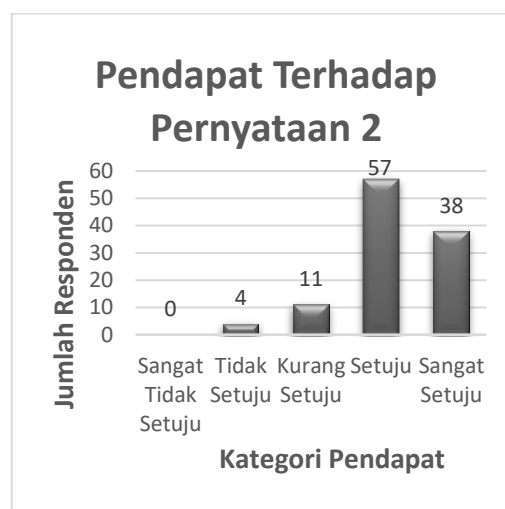 Pendapat Terhadap
Pernyataan 2
Jumlah Responden
60
50
40
30
20
10
0
0
4
11
57
38
Sangat Tidak Setuju
Tidak Setuju
Kurang Setuju
Setuju
Sangat Setuju
Kategori Pendapat